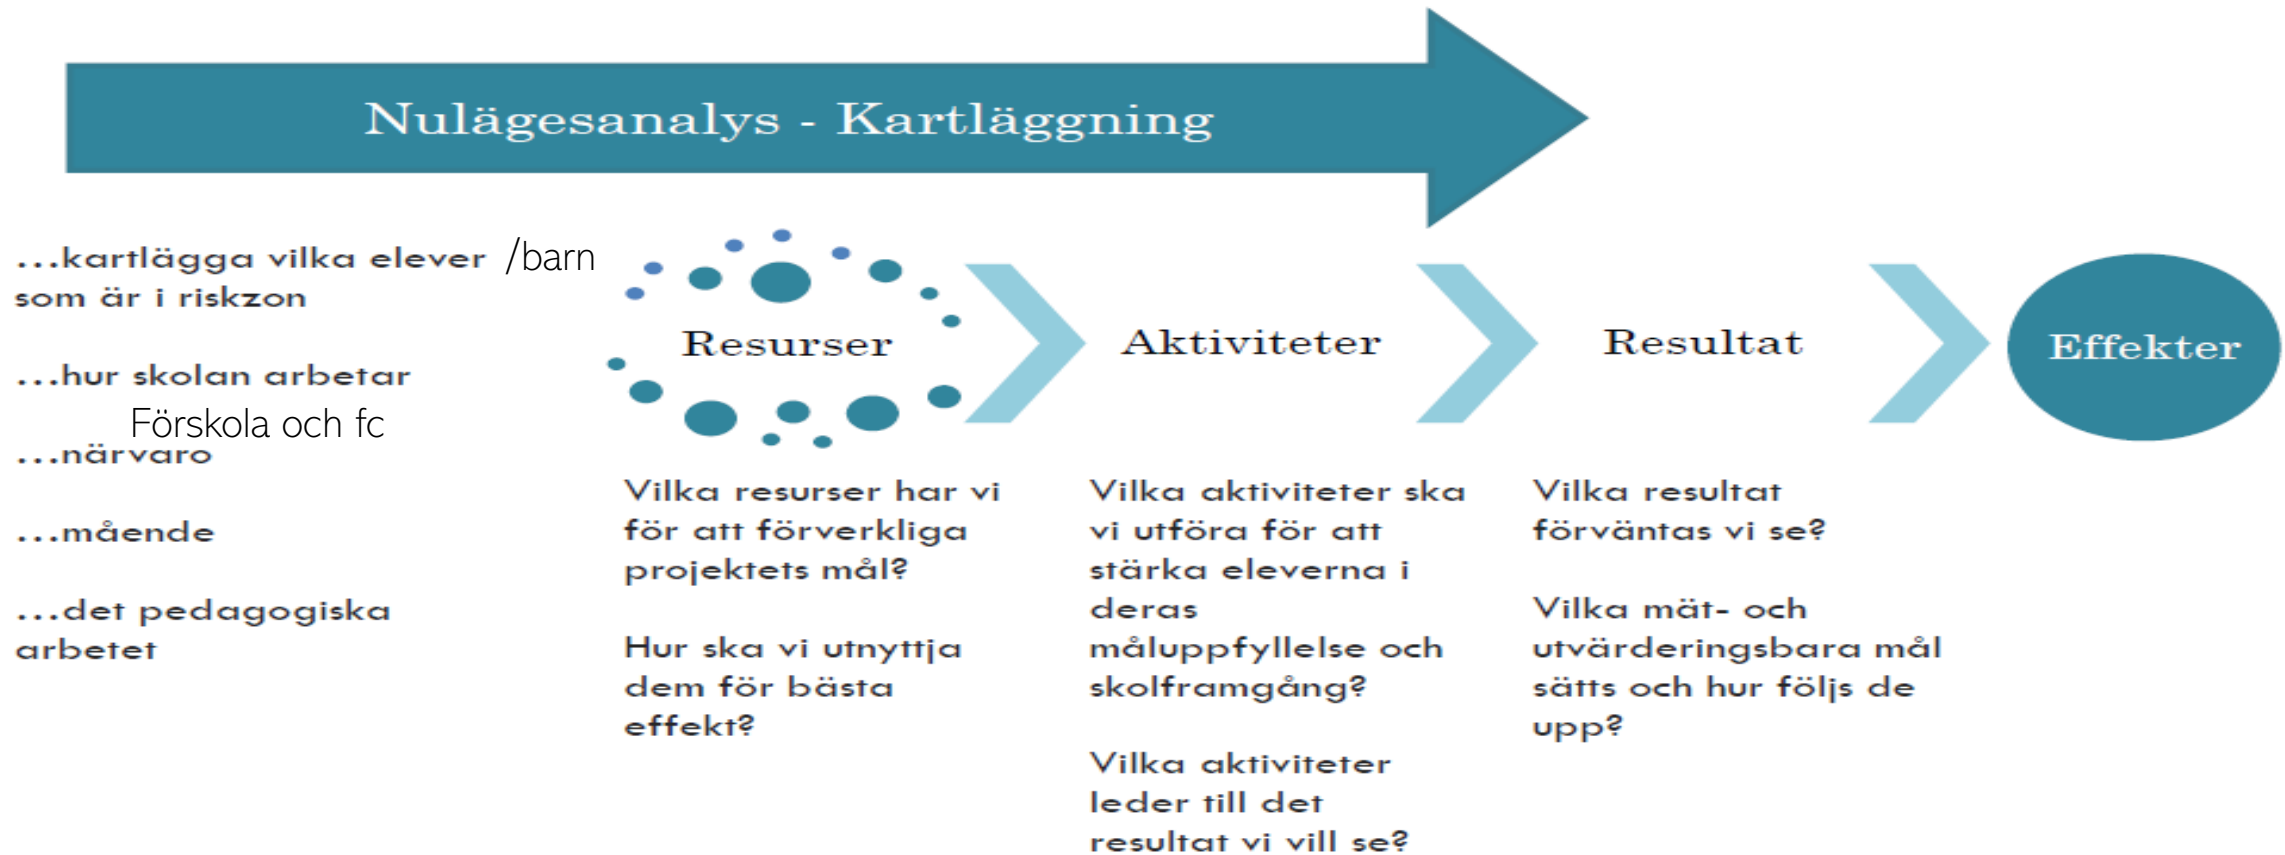 Nulägesanalys - Kartläggning
...kartlägga vilka elever /barn
som är i riskzon
...hur skolan arbetar
Förskola och fc
...närvaro
...mående
...det pedagogiska
arbetet
Resurser
Vilka resurser har vi
för att förverkliga
projektets mål?
Hur ska vi utnyttja
dem för bästa
effekt?
Aktiviteter
Vilka aktiviteter ska
vi utföra för att
stärka eleverna i
deras
måluppfyllelse och
skolframgång?
Vilka aktiviteter
leder till det
resultat vi vill se?
Resultat
Vilka resultat
förväntas vi se?
Vilka mät- och
utvärderingsbara mål
sätts och hur följs de
upp?
Effekter